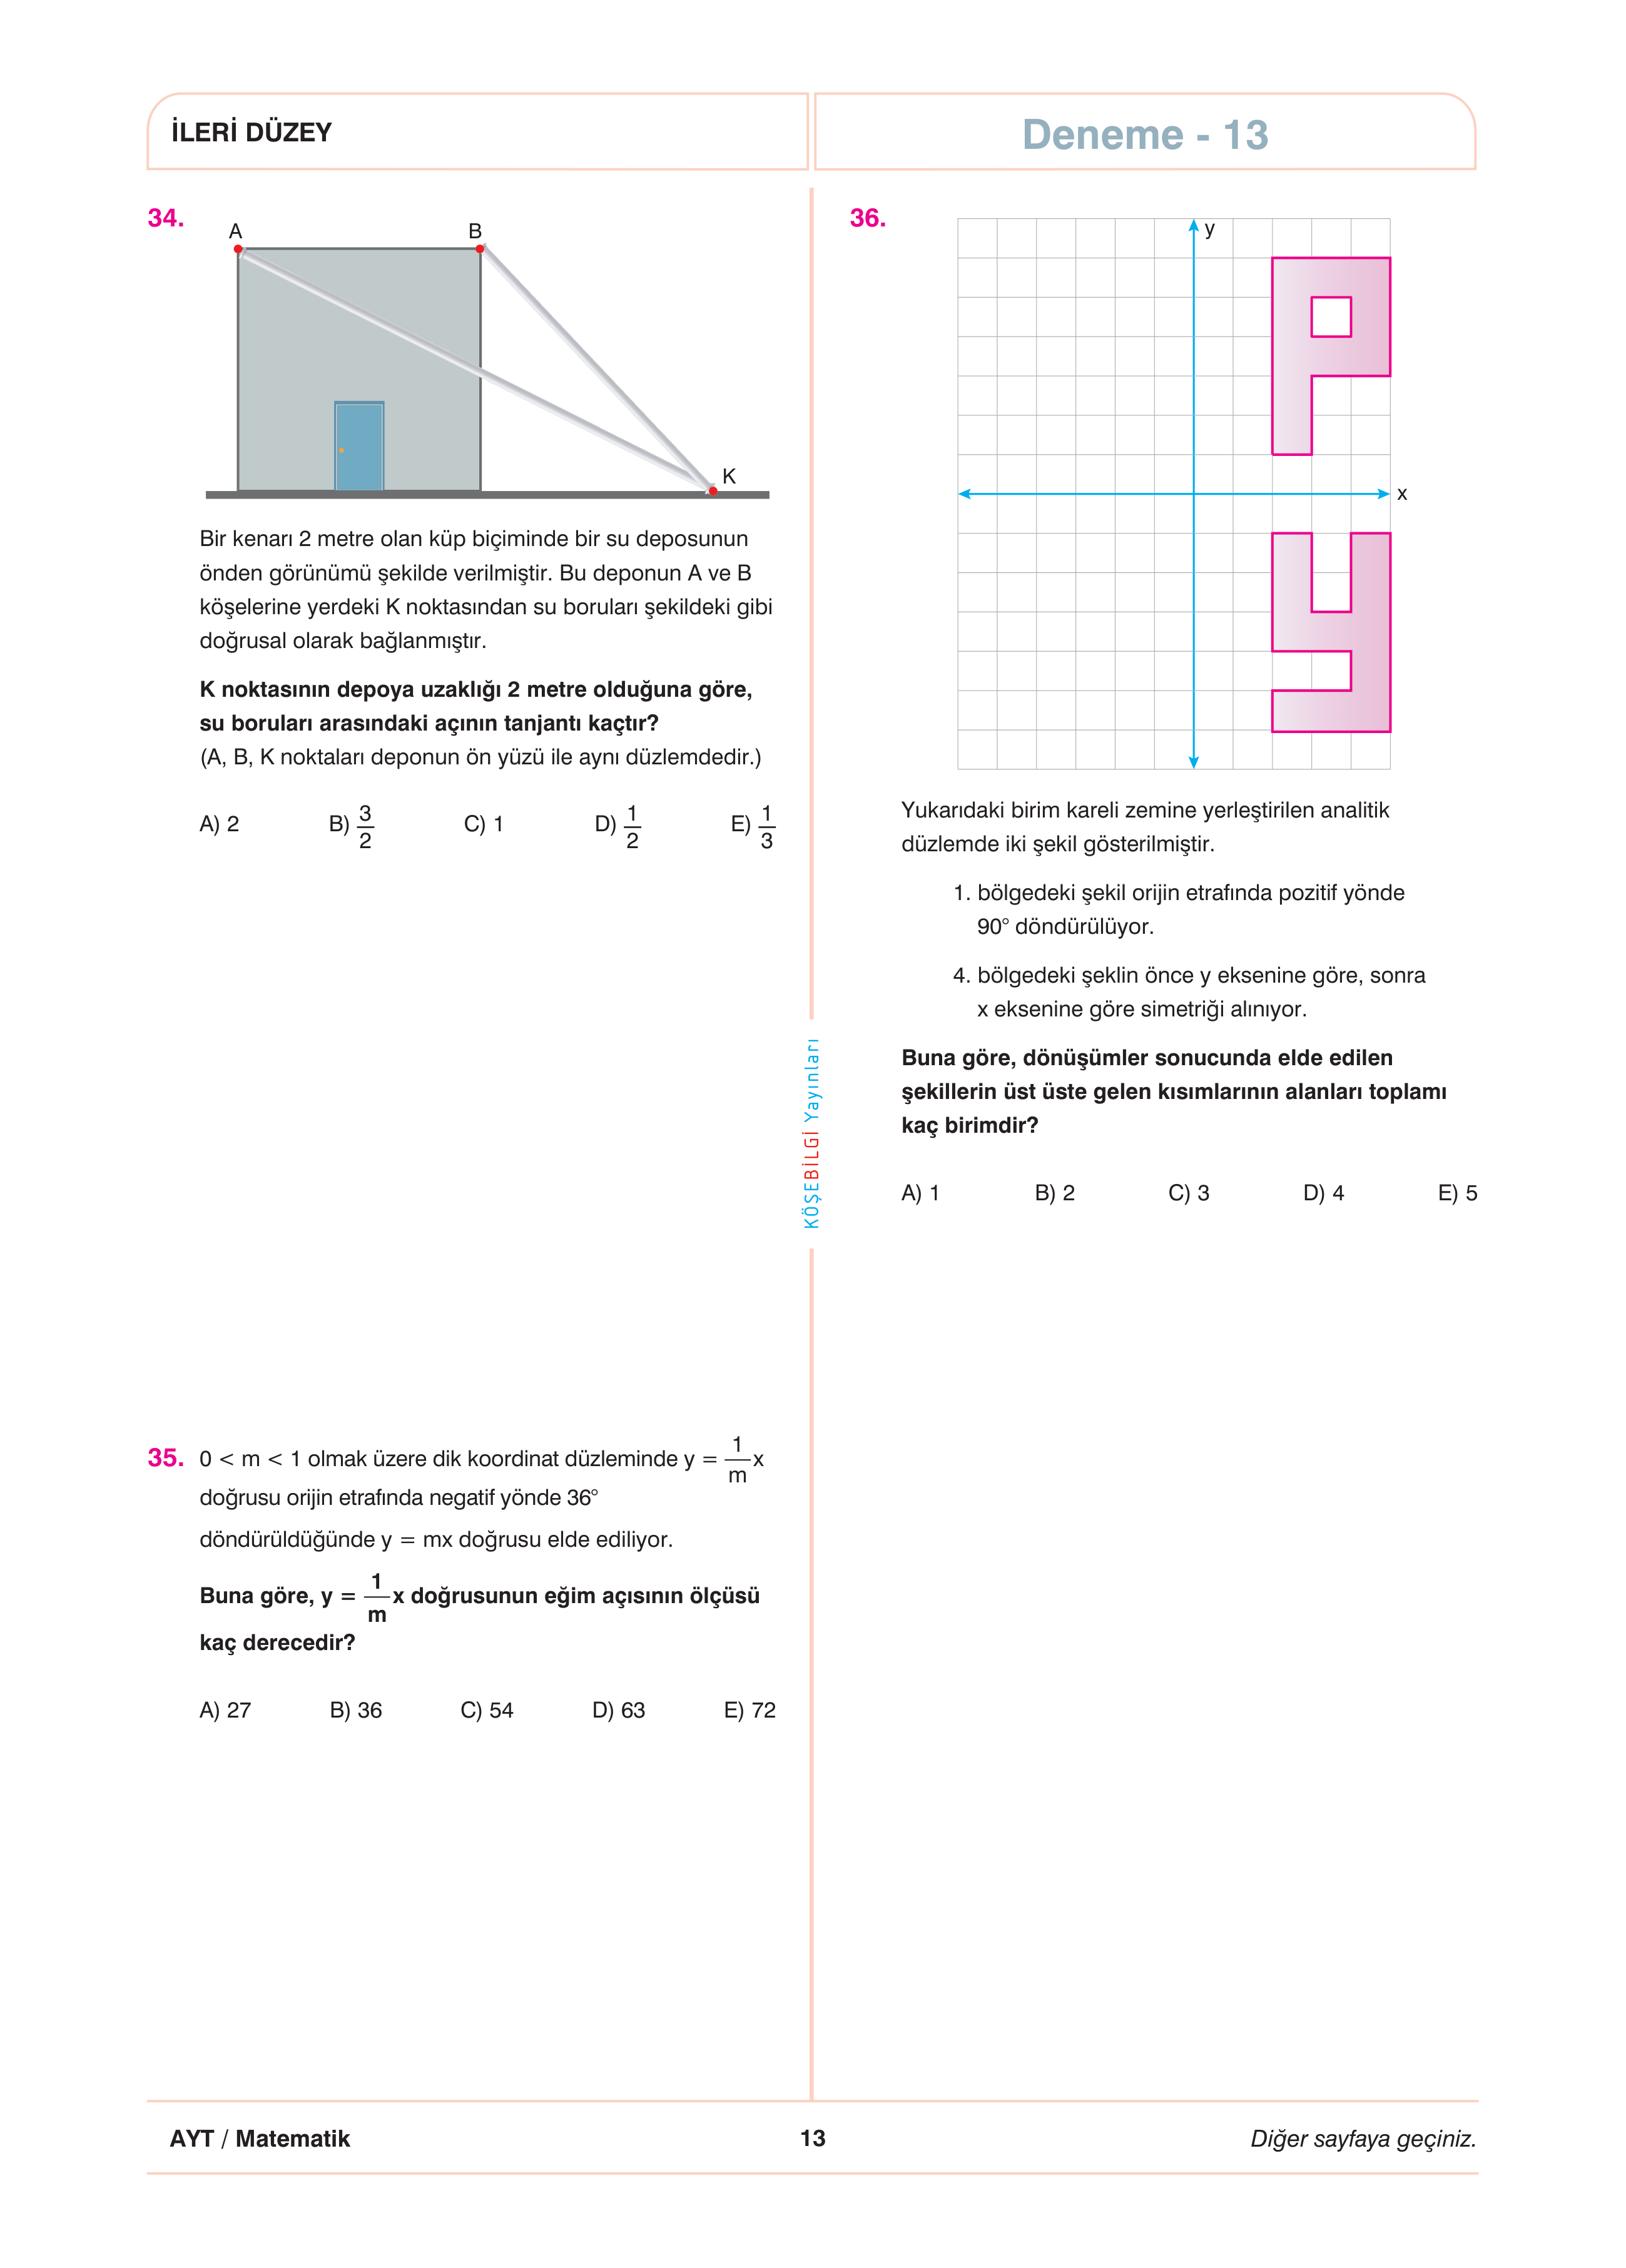 İLERİ DÜZEY
Deneme - 13
34.
A
B
K
Bir kenarı 2 metre olan küp biçiminde bir su deposunun
önden görünümü şekilde verilmiştir. Bu deponun A ve B
köşelerine yerdeki K noktasından su boruları şekildeki gibi
doğrusal olarak bağlanmıştır.
K noktasının depoya uzaklığı 2 metre olduğuna göre,
su boruları arasındaki açının tanjantı kaçtır?
(A, B, K noktaları deponun ön yüzü ile aynı düzlemdedir.)
A) 2 B) 3/2 C) 1 D) 1/2 E) 1/3
35. 0 < m < 1 olmak üzere dik koordinat düzleminde y = 1/m x
doğrusu orijin etrafında negatif yönde 36°
döndürüldüğünde y = mx doğrusu elde ediliyor.
Buna göre, y = 1/m x doğrusunun eğim açısının ölçüsü
kaç derecedir?
A) 27 B) 36 C) 54 D) 63 E) 72
KÖŞEBİLGİ Yayınları
36.
y
x
Yukarıdaki birim kareli zemine yerleştirilen analitik
düzlemde iki şekil gösterilmiştir.
1. bölgedeki şekil orijin etrafında pozitif yönde
90° döndürülüyor.
4. bölgedeki şeklin önce y eksenine göre, sonra
x eksenine göre simetriği alınıyor.
Buna göre, dönüşümler sonucunda elde edilen
şekillerin üst üste gelen kısımlarının alanları toplamı
kaç birimdir?
A) 1 B) 2 C) 3 D) 4 E) 5
AYT / Matematik
13
Diğer sayfaya geçiniz.